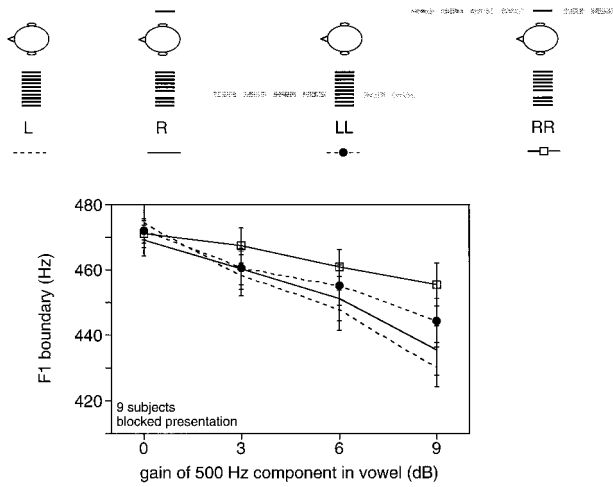 L R LL RR
480
460
440
420
F1 boundary (Hz)
9 subjects
blocked presentation
0 3 6 9
gain of 500 Hz component in vowel (dB)